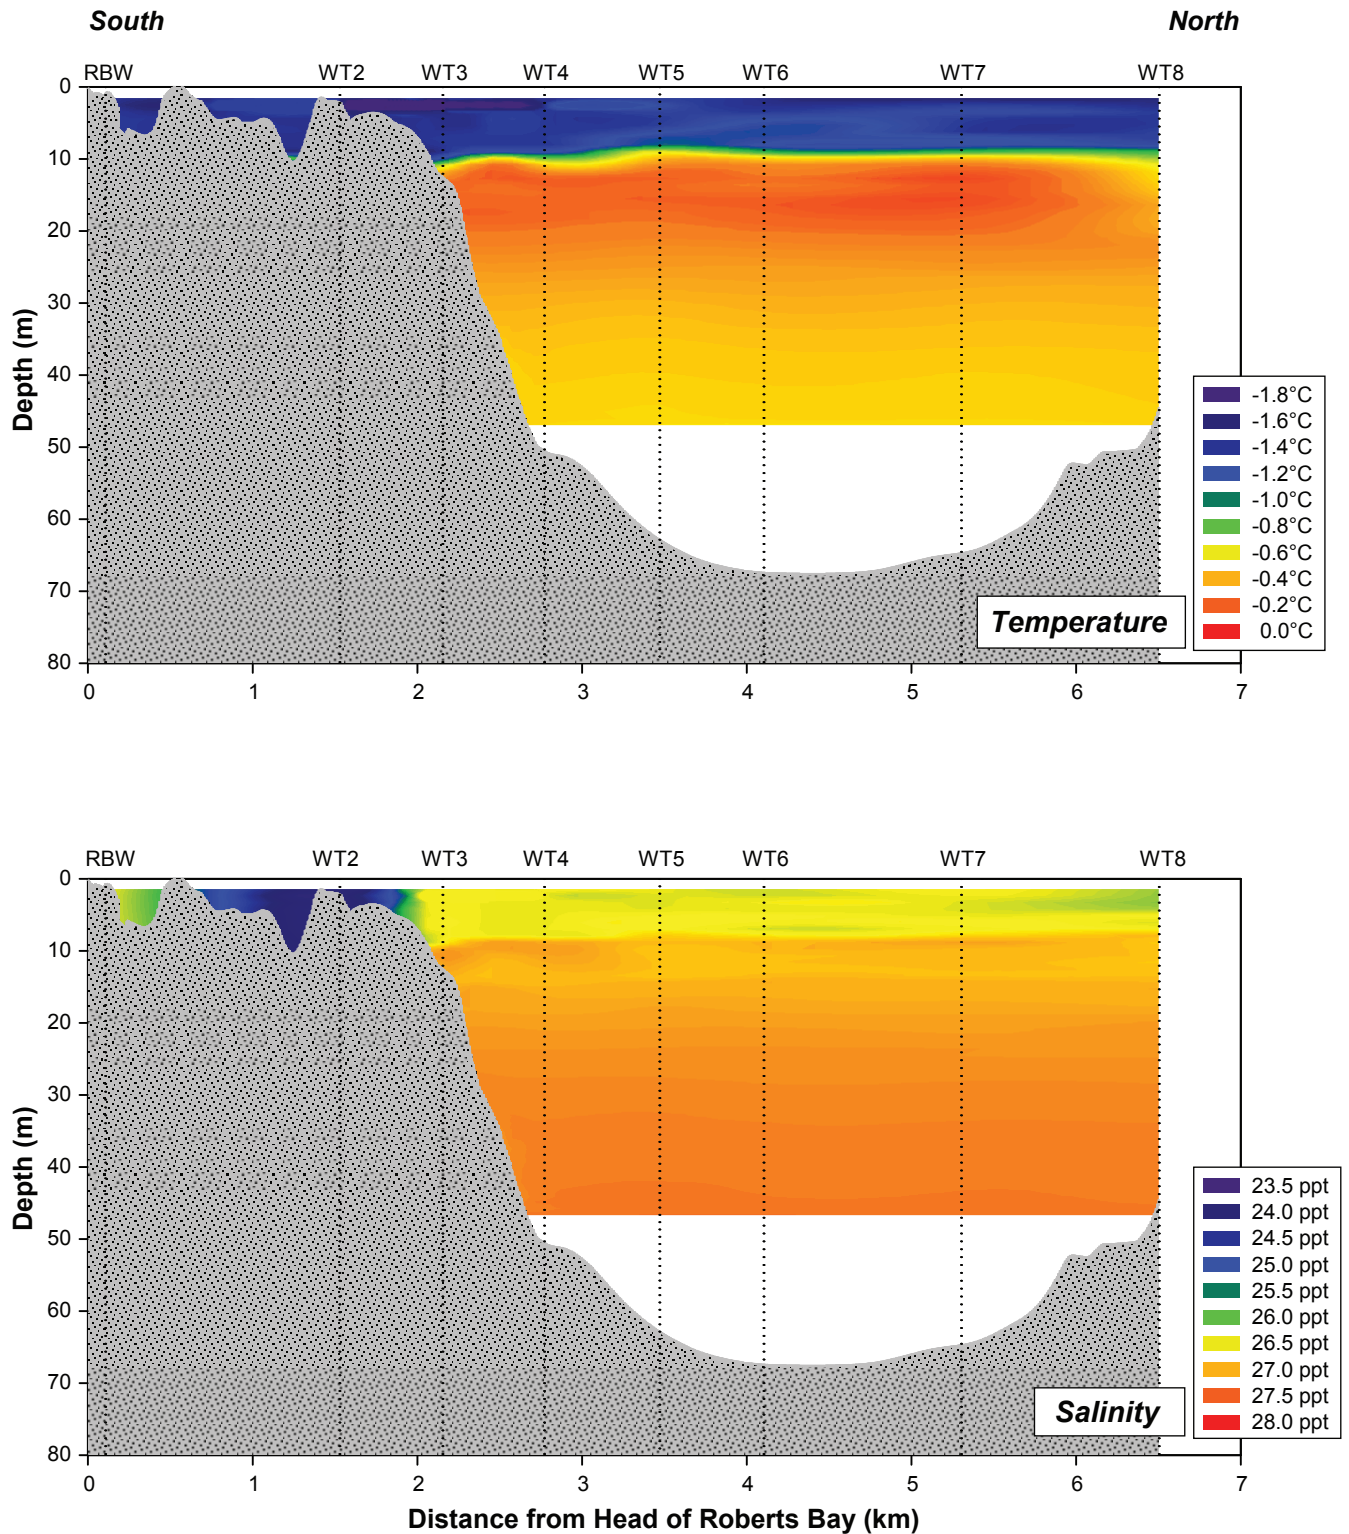 South North
RBW WT2 WT3 WT4 WT5 WT6 WT7 WT8
0
10
20
30
40
50
60
70
80
Depth (m)
-1.8°C
-1.6°C
-1.4°C
-1.2°C
-1.0°C
-0.8°C
-0.6°C
-0.4°C
-0.2°C
0.0°C
Temperature
0 1 2 3 4 5 6 7
RBW WT2 WT3 WT4 WT5 WT6 WT7 WT8
0
10
20
30
40
50
60
70
80
Depth (m)
23.5 ppt
24.0 ppt
24.5 ppt
25.0 ppt
25.5 ppt
26.0 ppt
26.5 ppt
27.0 ppt
27.5 ppt
28.0 ppt
Salinity
0 1 2 3 4 5 6 7
Distance from Head of Roberts Bay (km)